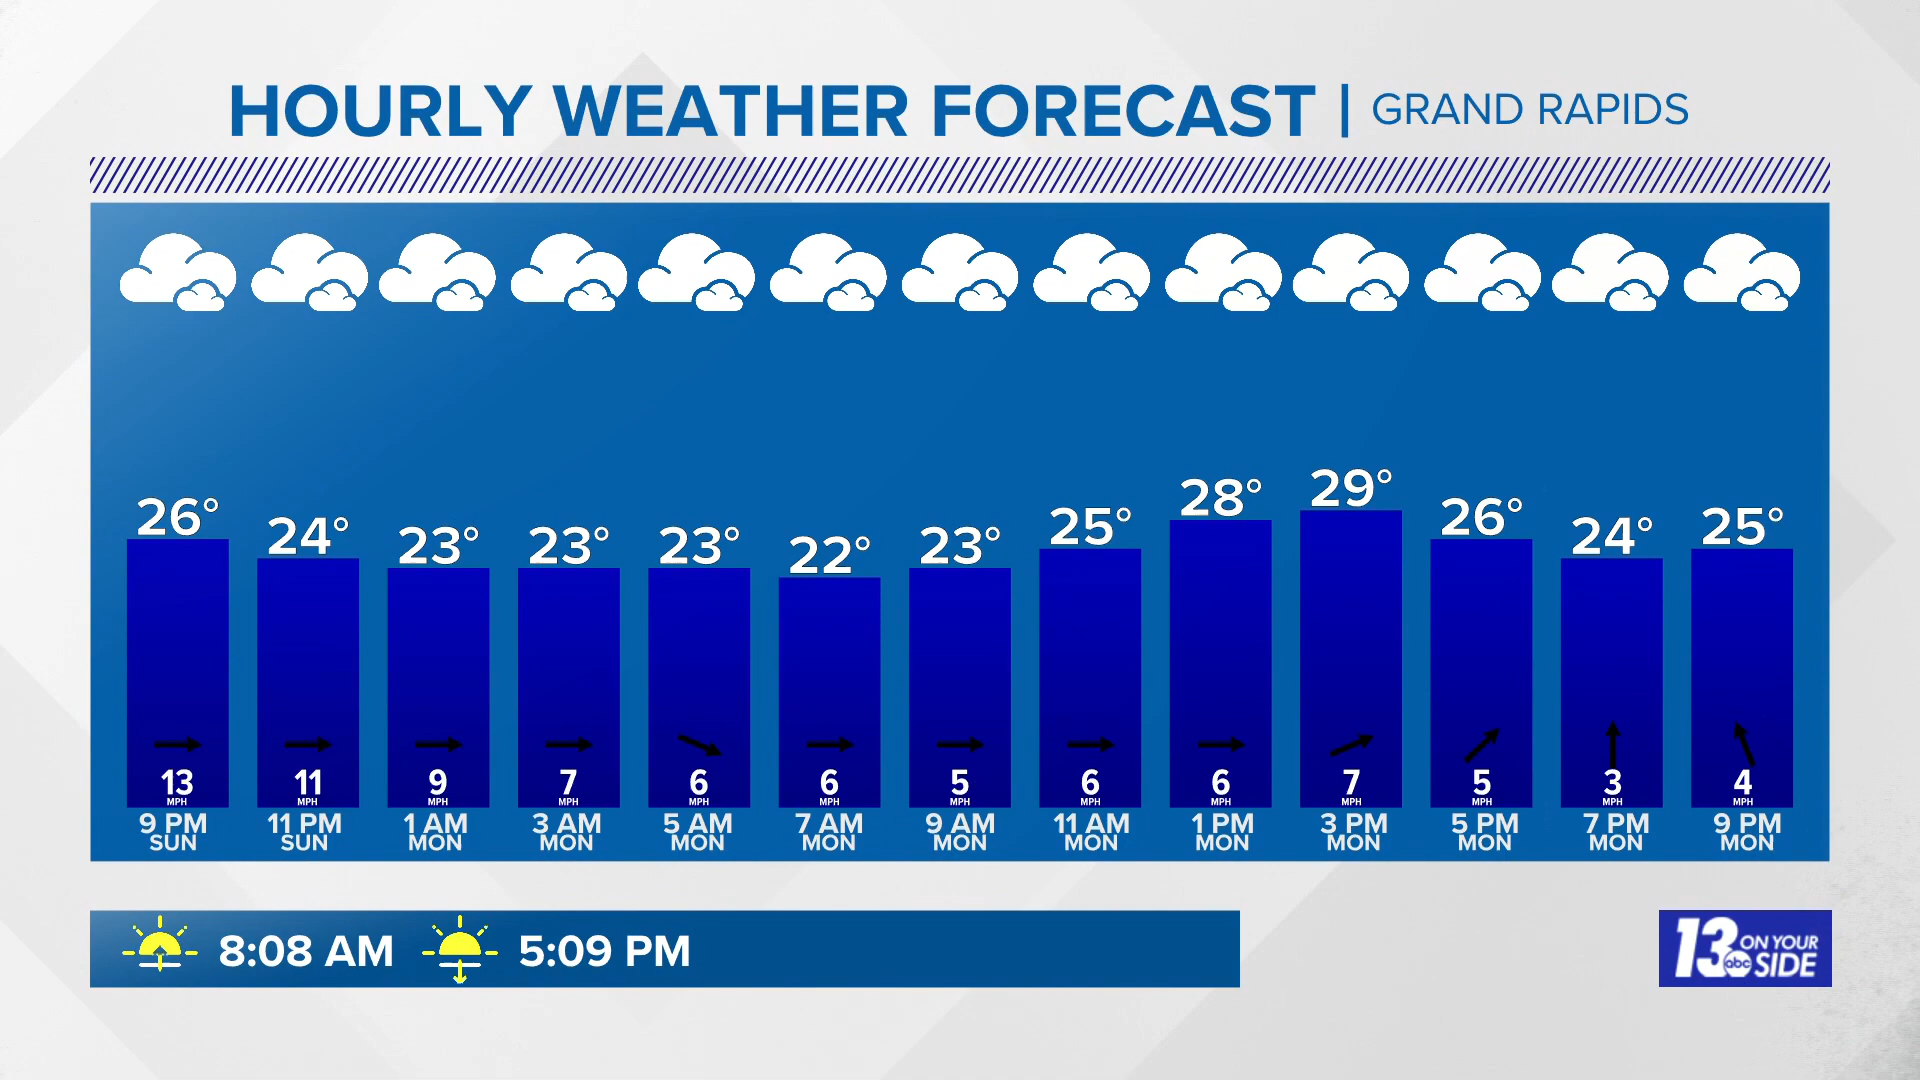 HOURLY WEATHER FORECAST | GRAND RAPIDS
26° 24° 23° 23° 23° 22° 23° 25° 28° 29° 26° 24° 25°
13 11 9 7 6 6 5 6 6 7 5 3 4
MPH MPH MPH MPH MPH MPH MPH MPH MPH MPH MPH MPH MPH
9 PM 11 PM 1 AM 3 AM 5 AM 7 AM 9 AM 11 AM 1 PM 3 PM 5 PM 7 PM 9 PM
SUN SUN MON MON MON MON MON MON MON MON MON MON MON
8:08 AM 5:09 PM
13 abc ON YOUR
SIDE